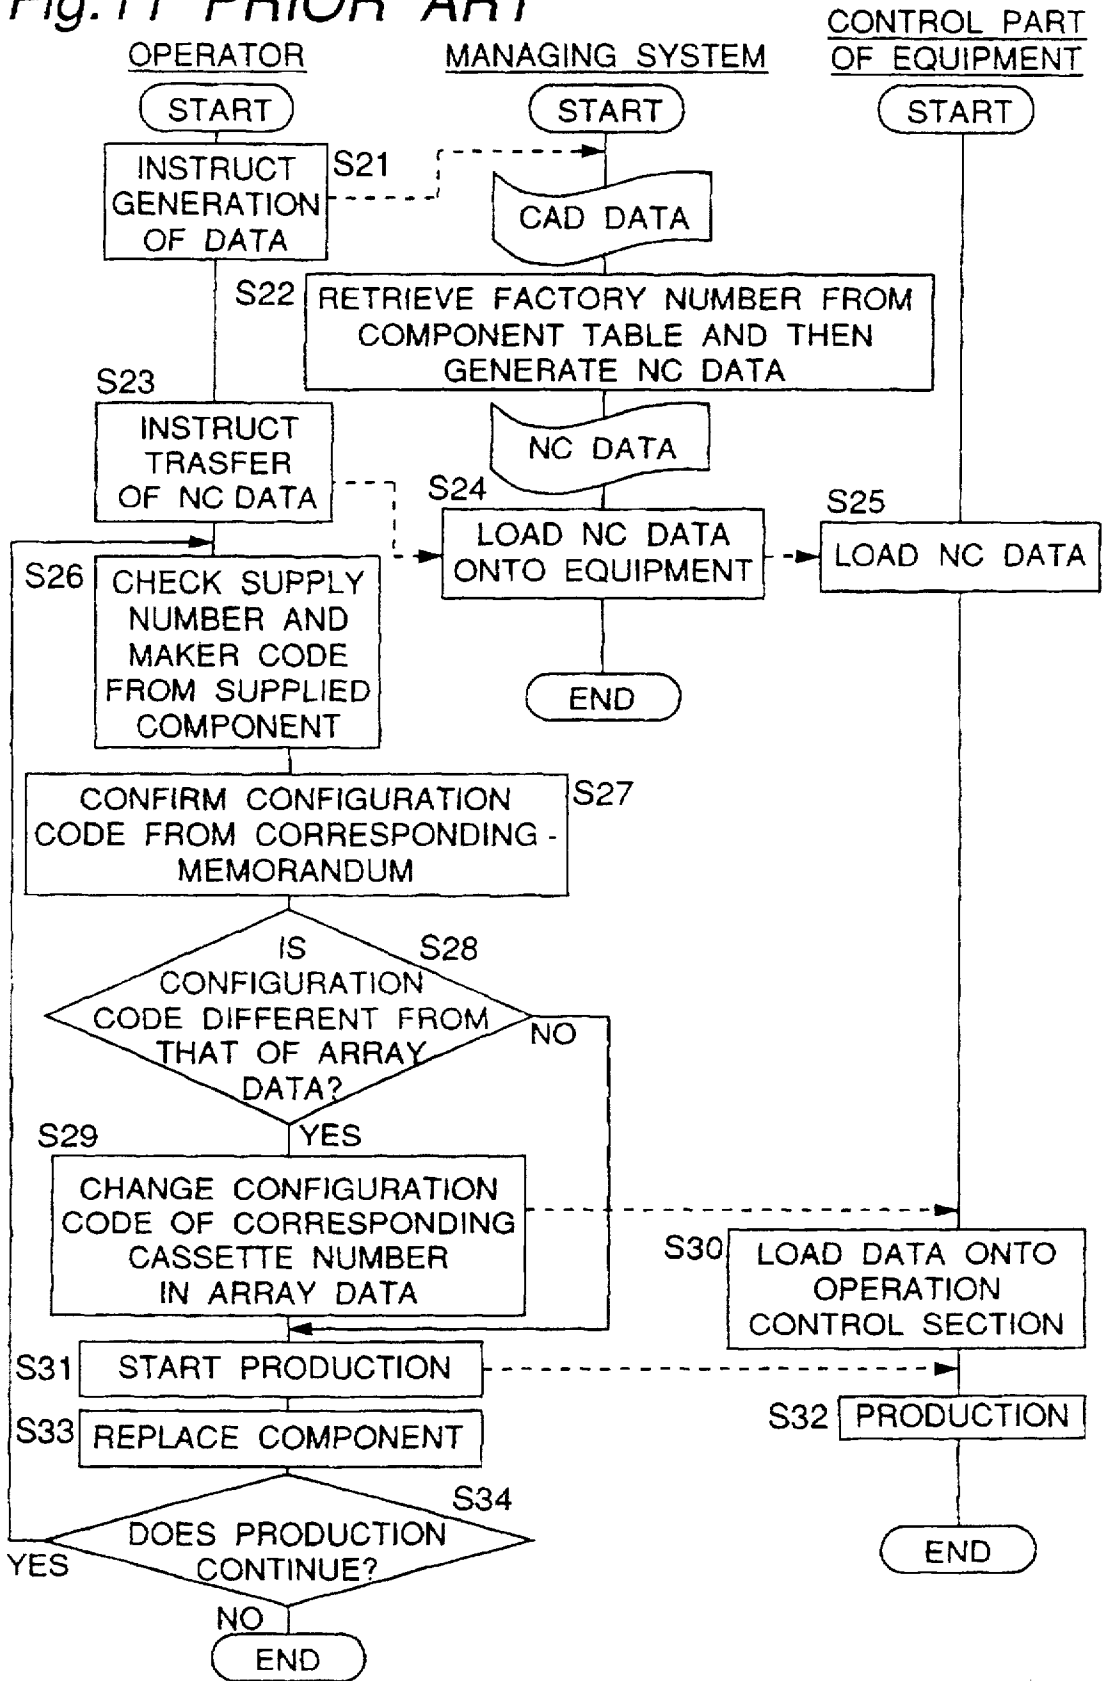 Fig. 11 PRIOR ART
OPERATOR
START
INSTRUCT
GENERATION
OF DATA
S21
S23
INSTRUCT
TRASFER
OF NC DATA
S26
CHECK SUPPLY
NUMBER AND
MAKER CODE
FROM SUPPLIED
COMPONENT
CONFIRM CONFIGURATION
CODE FROM CORRESPONDING-
MEMORANDUM
S27
IS
CONFIGURATION
CODE DIFFERENT FROM
THAT OF ARRAY
DATA?
S28
NO
YES
S29
CHANGE CONFIGURATION
CODE OF CORRESPONDING
CASSETTE NUMBER
IN ARRAY DATA
S31
START PRODUCTION
S33
REPLACE COMPONENT
S34
DOES PRODUCTION
CONTINUE?
YES
NO
END
MANAGING SYSTEM
START
CAD DATA
S22
RETRIEVE FACTORY NUMBER FROM
COMPONENT TABLE AND THEN
GENERATE NC DATA
NC DATA
S24
LOAD NC DATA
ONTO EQUIPMENT
END
CONTROL PART
OF EQUIPMENT
START
S25
LOAD NC DATA
S30
LOAD DATA ONTO
OPERATION
CONTROL SECTION
S32
PRODUCTION
END